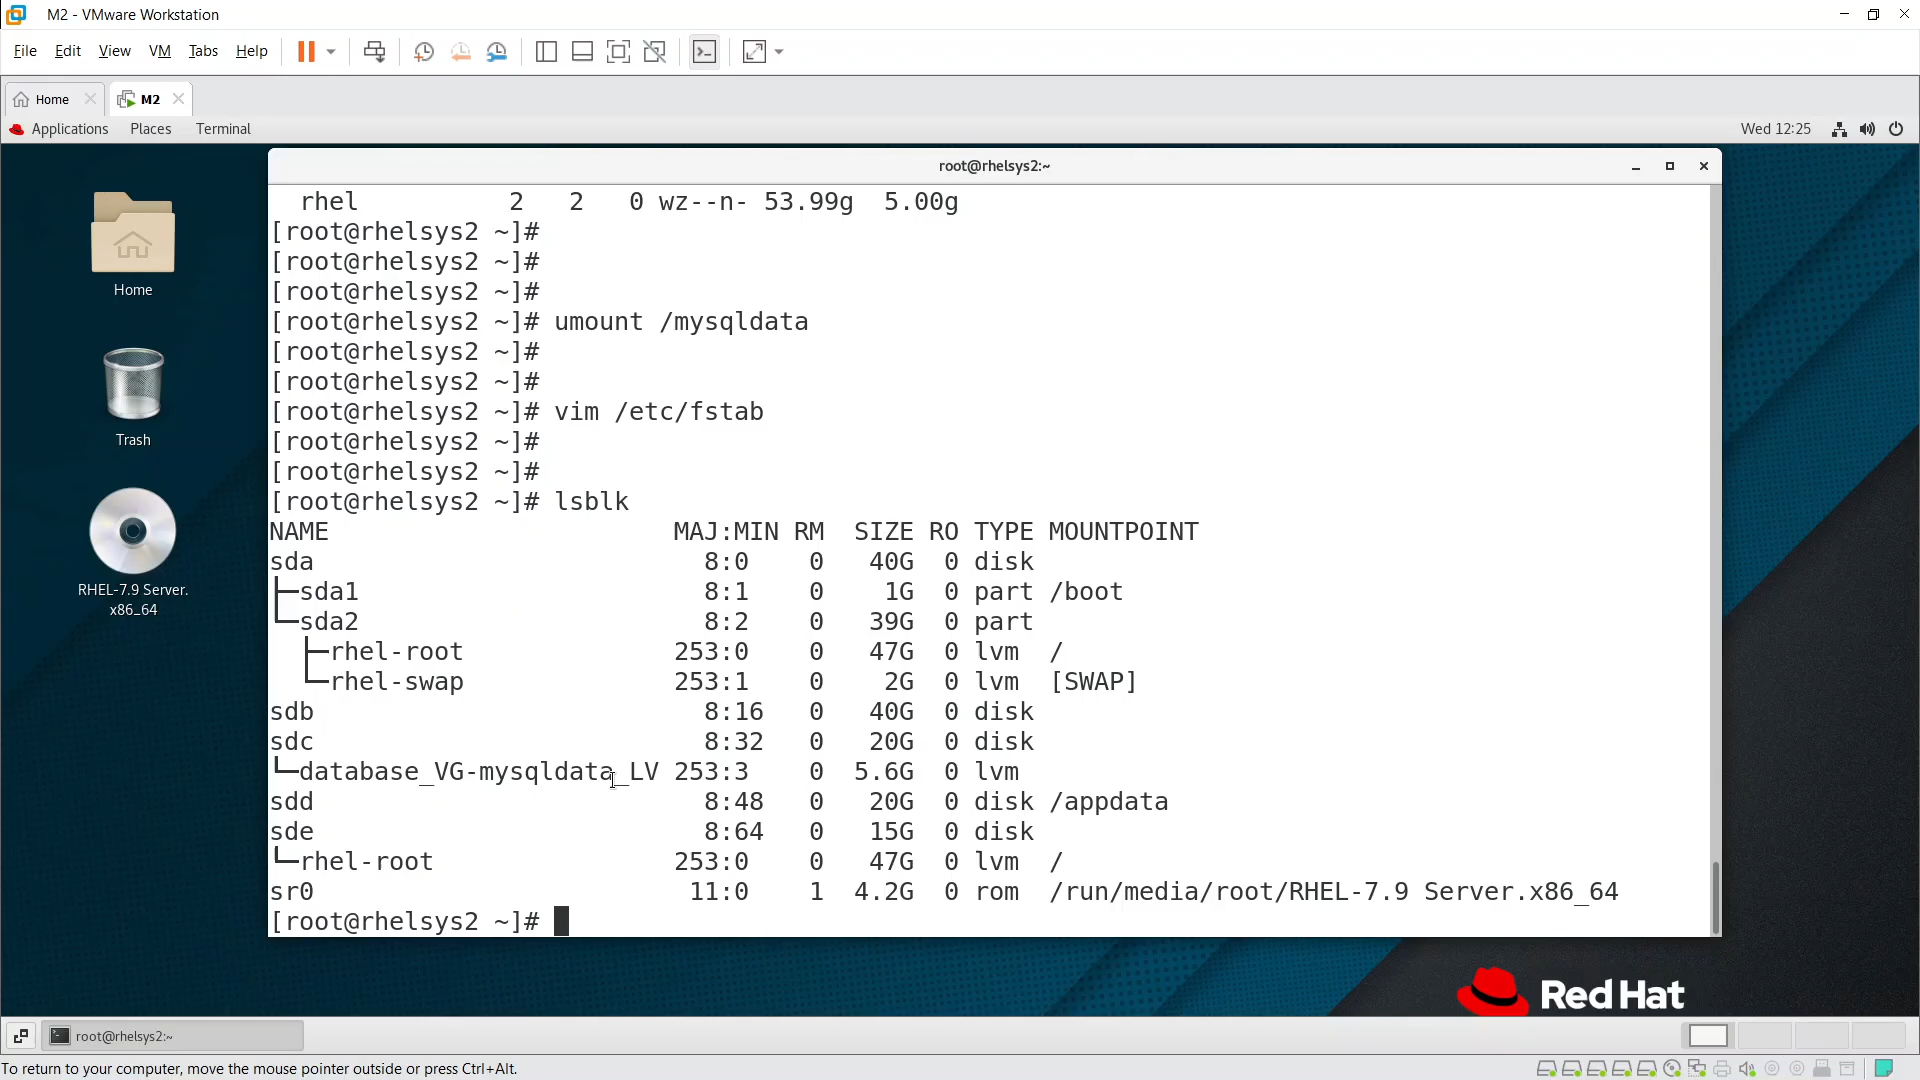 M2 - VMware Workstation
File Edit View VM Tabs Help
Home M2
Applications Places Terminal Wed 12:25
root@rhelsys2:~
rhel 2 2 0 wz--n- 53.99g 5.00g
[root@rhelsys2 ~]#
[root@rhelsys2 ~]#
[root@rhelsys2 ~]#
[root@rhelsys2 ~]# umount /mysqldata
[root@rhelsys2 ~]#
[root@rhelsys2 ~]#
[root@rhelsys2 ~]# vim /etc/fstab
[root@rhelsys2 ~]#
[root@rhelsys2 ~]#
[root@rhelsys2 ~]# lsblk
NAME MAJ:MIN RM SIZE RO TYPE MOUNTPOINT
sda 8:0 0 40G 0 disk
├─sda1 8:1 0 1G 0 part /boot
└─sda2 8:2 0 39G 0 part
├─rhel-root 253:0 0 47G 0 lvm /
└─rhel-swap 253:1 0 2G 0 lvm [SWAP]
sdb 8:16 0 40G 0 disk
sdc 8:32 0 20G 0 disk
└─database_VG-mysqldata_LV 253:3 0 5.6G 0 lvm
sdd 8:48 0 20G 0 disk /appdata
sde 8:64 0 15G 0 disk
└─rhel-root 253:0 0 47G 0 lvm /
sr0 11:0 1 4.2G 0 rom /run/media/root/RHEL-7.9 Server.x86_64
[root@rhelsys2 ~]#
Home
Trash
RHEL-7.9 Server.
x86_64
Red Hat
root@rhelsys2:~
To return to your computer, move the mouse pointer outside or press Ctrl+Alt.